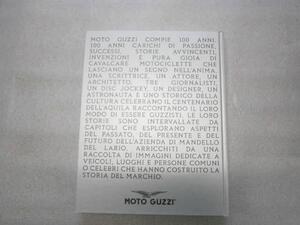 MOTO GUZZI COMPIE 100 ANNI
100 ANNI CARICHI DI PASSIONE,
SUCCESSI, STORIE AVVINCENTI,
INVENZIONI E PURA GIOIA DI
CAVALCARE MOTOCICLETTE CHE
LASCIANO UN SEGNO NELL'ANIMA.
UNA SCRITTRICE, UN ATTORE, UN
ARCHITETTO, TRE GIORNALISTI,
UN DISC JOCKEY, UN DESIGNER, UN
ASTRONAUTA E UNO STORICO DELLA
CULTURA CELEBRANO IL CENTENARIO
DELL'AQUILA RACCONTANDO IL LORO
MODO DI ESSERE GUZZISTI. LE LORO
STORIE SONO INTERVALLATE DA
CAPITOLI CHE ESPLORANO ASPETTI
DEL PASSATO, DEL PRESENTE E DEL
FUTURO DELL'AZIENDA DI MANDELLO
DEL LARIO, ARRICCHITI DA UNA
RACCOLTA DI IMMAGINI DEDICATE A
VEICOLI, LUOGHI E PERSONE COMUNI
O CELEBRI CHE HANNO COSTRUITO LA
STORIA DEL MARCHIO.
MOTO GUZZI